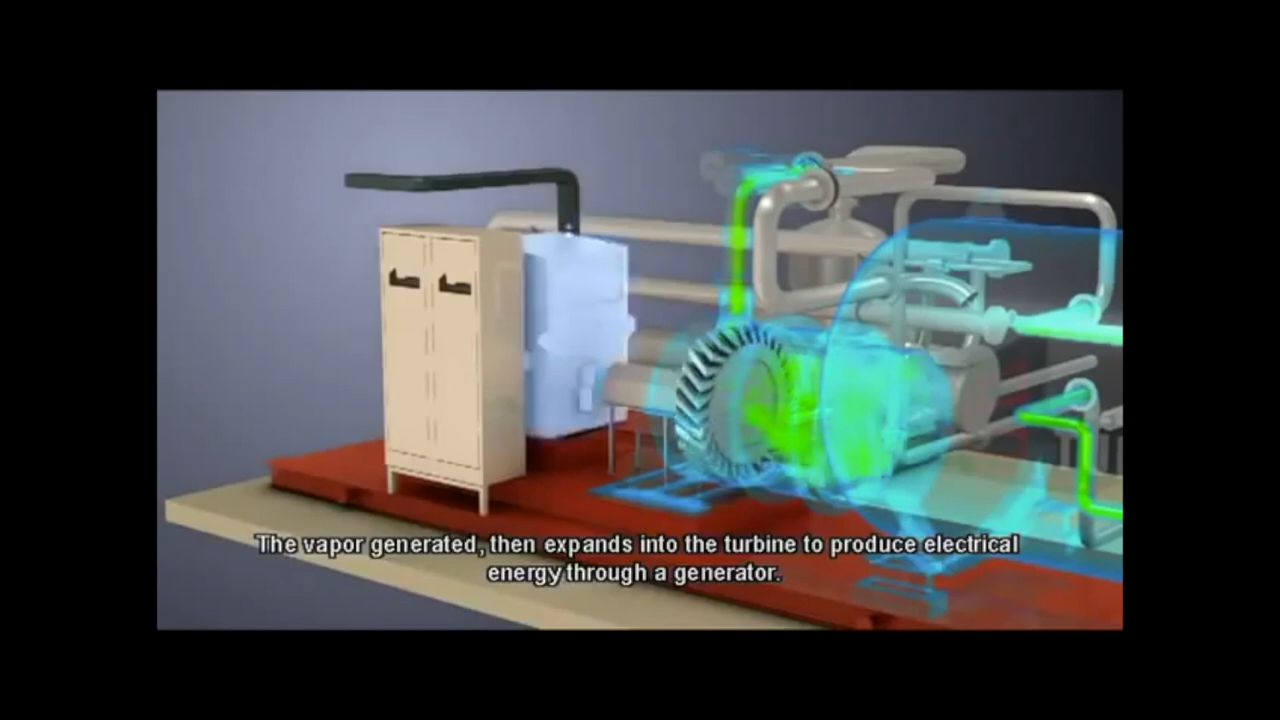 The vapor generated, then expands into the turbine to produce electrical
energy through a generator.